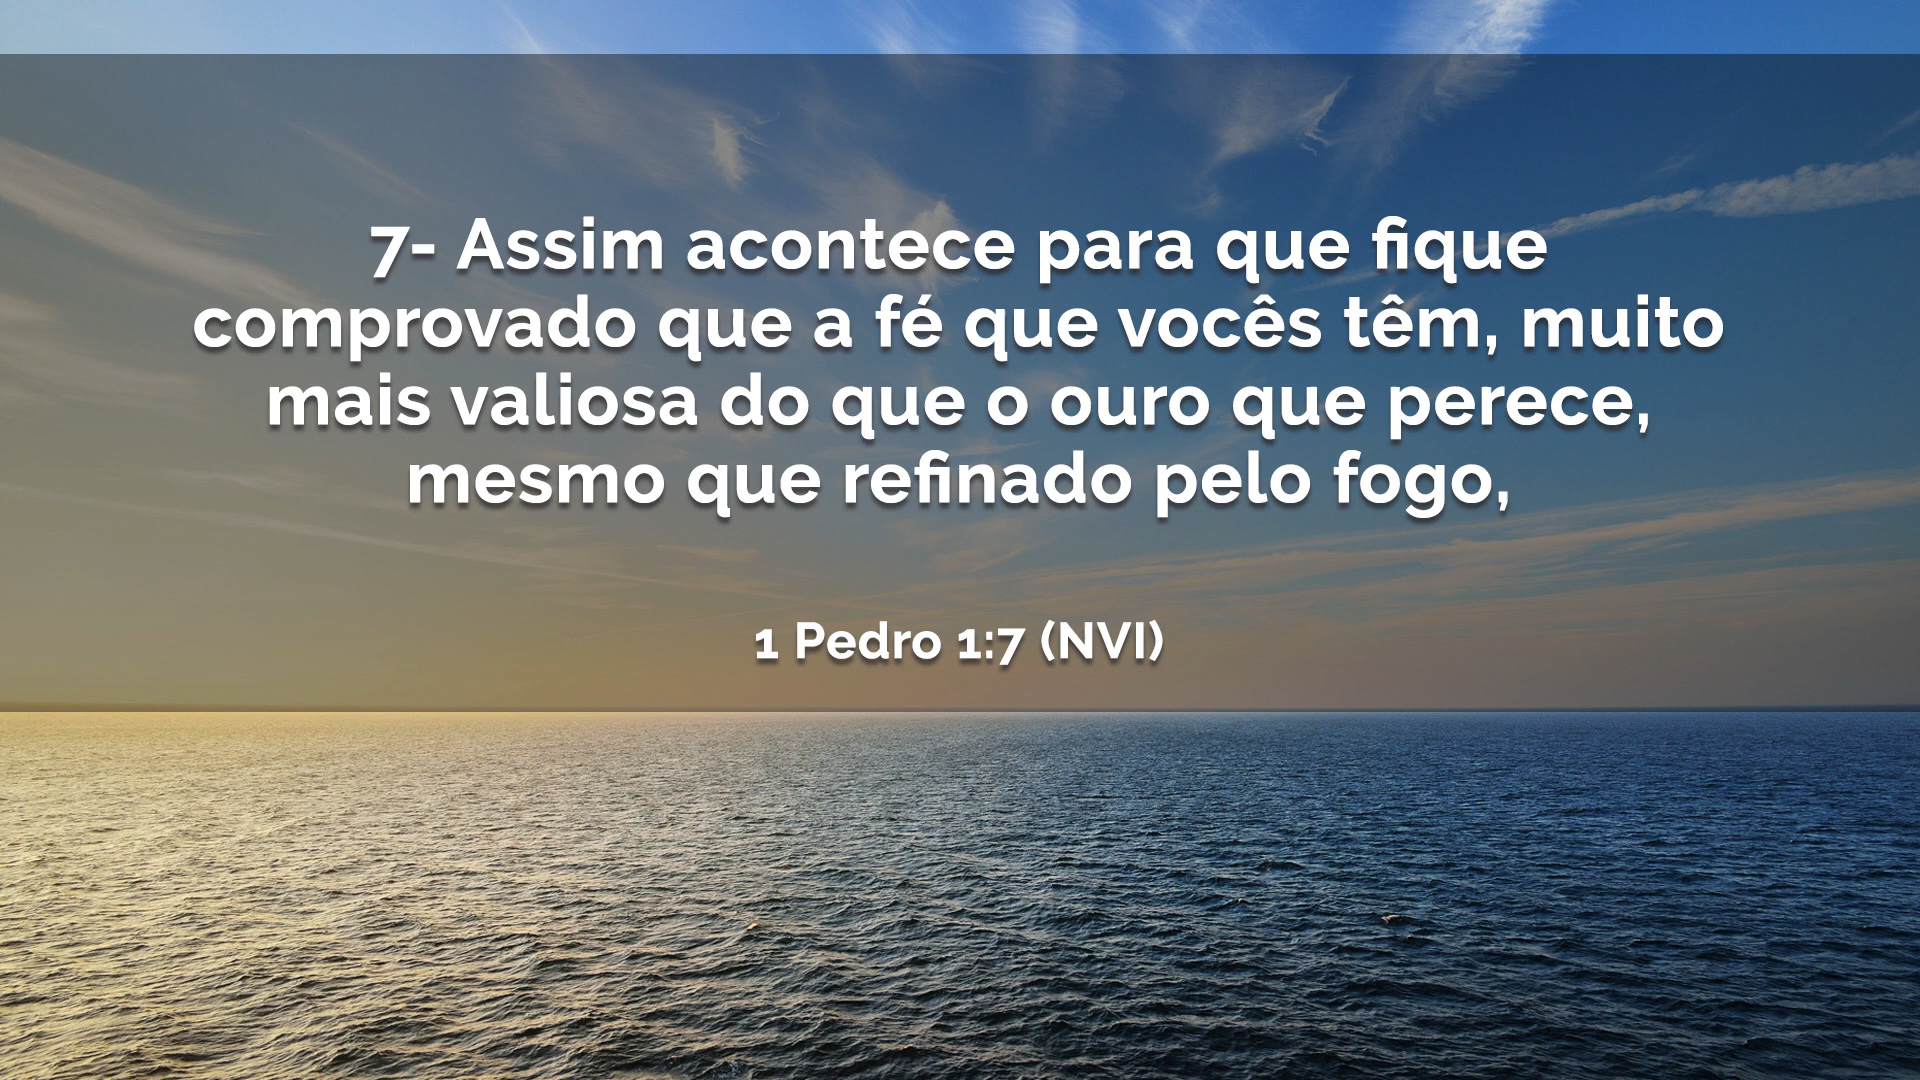 7- Assim acontece para que fique
comprovado que a fé que vocês têm, muito
mais valiosa do que o ouro que perece,
mesmo que refinado pelo fogo,
1 Pedro 1:7 (NVI)